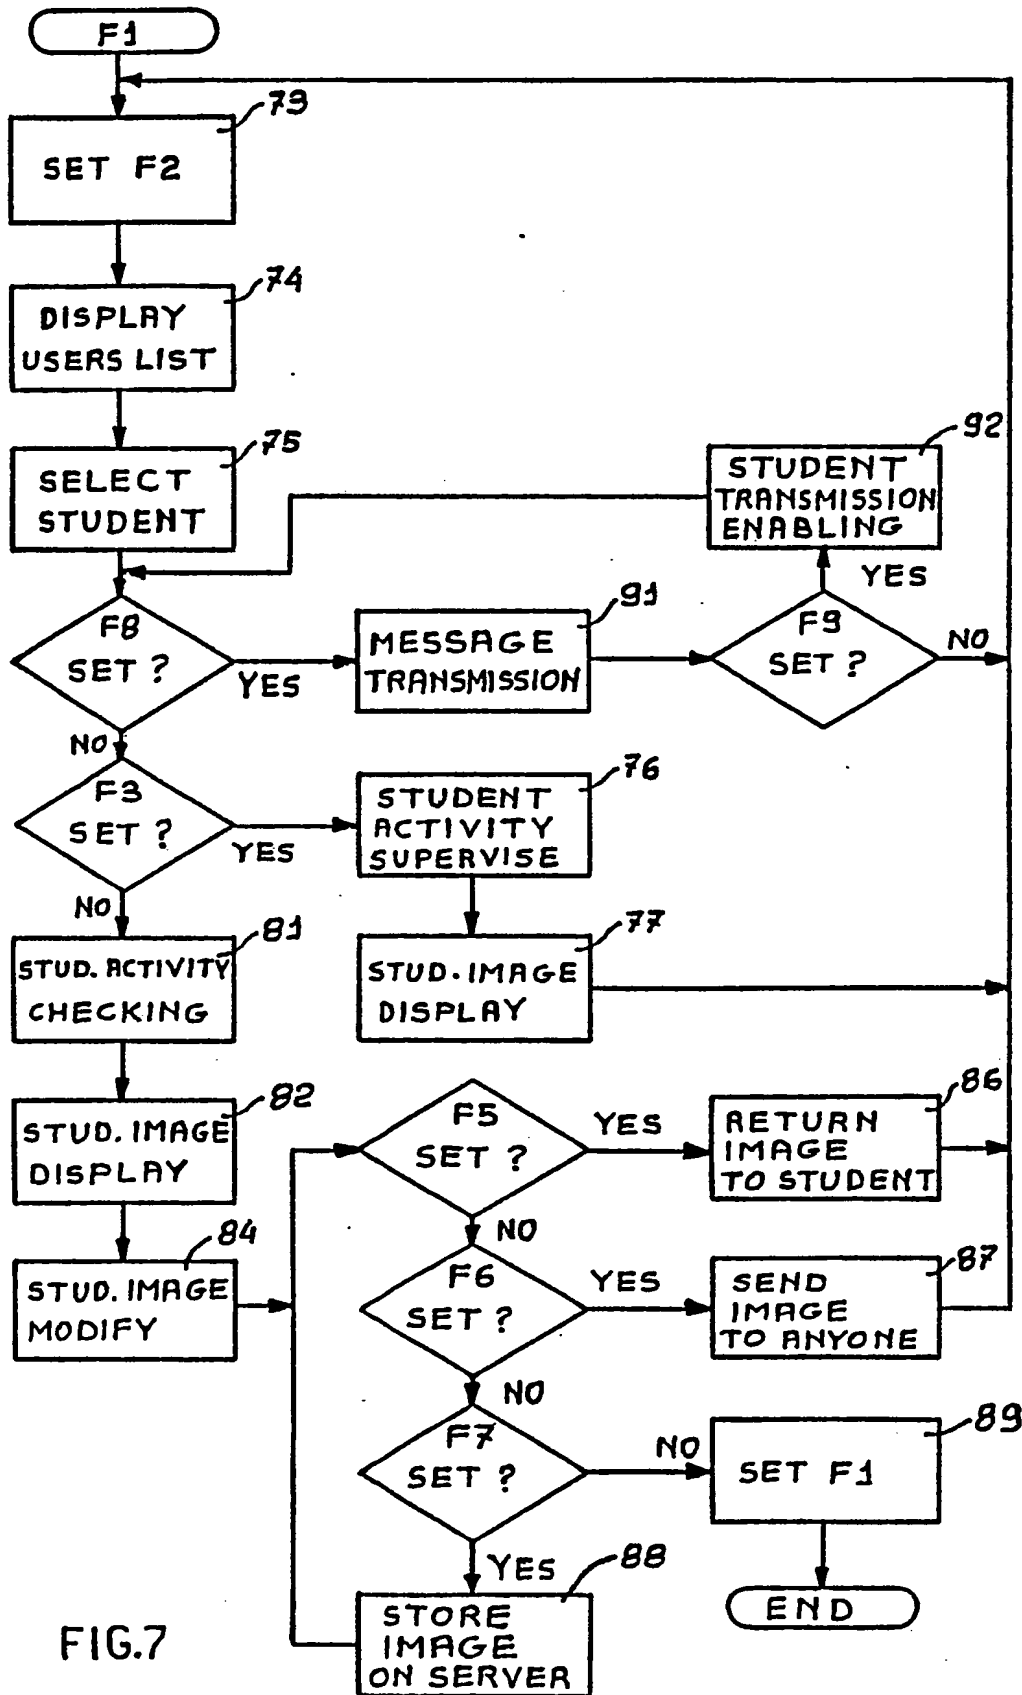 F1
73
SET F2
74
DISPLAY
USERS LIST
75
SELECT
STUDENT
92
STUDENT
TRANSMISSION
ENABLING
YES
F8
SET ?
YES
NO
91
MESSAGE
TRANSMISSION
F9
SET ?
NO
F3
SET ?
YES
NO
76
STUDENT
ACTIVITY
SUPERVISE
77
STUD. IMAGE
DISPLAY
81
STUD. ACTIVITY
CHECKING
82
STUD. IMAGE
DISPLAY
84
STUD. IMAGE
MODIFY
F5
SET ?
YES
NO
86
RETURN
IMAGE
TO STUDENT
F6
SET ?
YES
NO
87
SEND
IMAGE
TO ANYONE
F7
SET ?
NO
YES
89
SET F1
88
STORE
IMAGE
ON SERVER
END
FIG.7